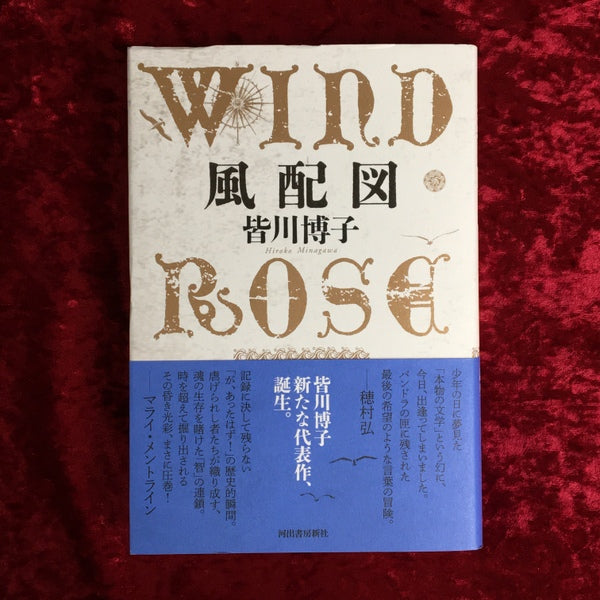 WIND
風配図
皆川博子
Hiroko Minagawa
ROSE
少年の日に夢見た
「本物の文学」という幻に、
今日、出逢ってしまいました。
パンドラの匣に残された
最後の希望のような言葉の冒険。
──穂村弘
皆川博子
新たな代表作、
誕生。
記録に決して残らない
「が、あったはず！」の歴史的瞬間。
虐げられし者たちが織り成す、
魂の生存を賭けた「智」の連鎖。
時を超えて掘り出される
その昏き光彩、まさに圧巻！
──マライ・メントライン
河出書房新社